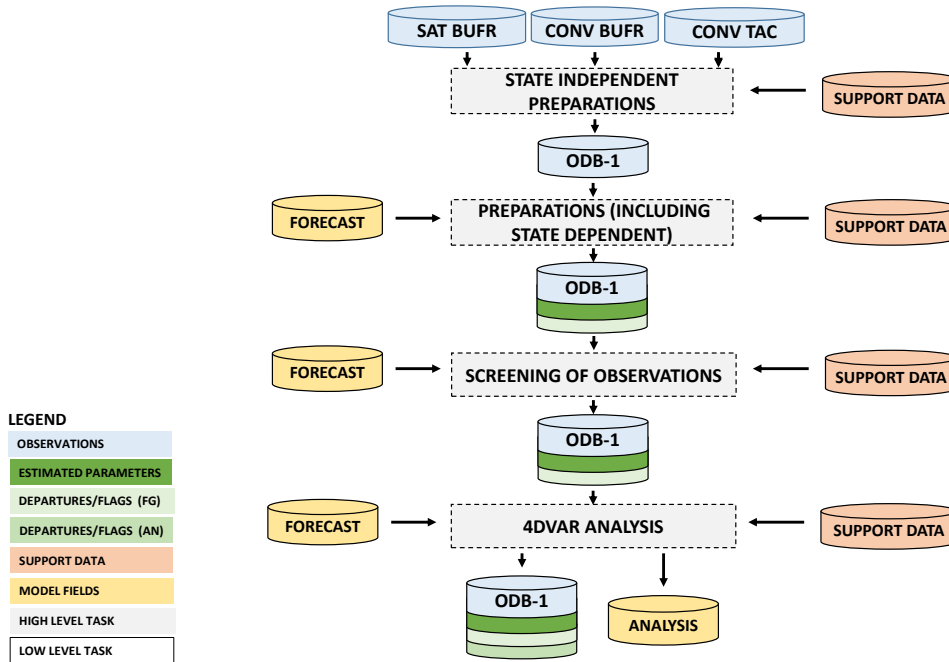 SAT BUFR
CONV BUFR
CONV TAC
STATE INDEPENDENT
PREPARATIONS
SUPPORT DATA
ODB-1
FORECAST
PREPARATIONS (INCLUDING
STATE DEPENDENT)
SUPPORT DATA
ODB-1
FORECAST
SCREENING OF OBSERVATIONS
SUPPORT DATA
ODB-1
FORECAST
4DVAR ANALYSIS
SUPPORT DATA
ODB-1
ANALYSIS
LEGEND
OBSERVATIONS
ESTIMATED PARAMETERS
DEPARTURES/FLAGS (FG)
DEPARTURES/FLAGS (AN)
SUPPORT DATA
MODEL FIELDS
HIGH LEVEL TASK
LOW LEVEL TASK